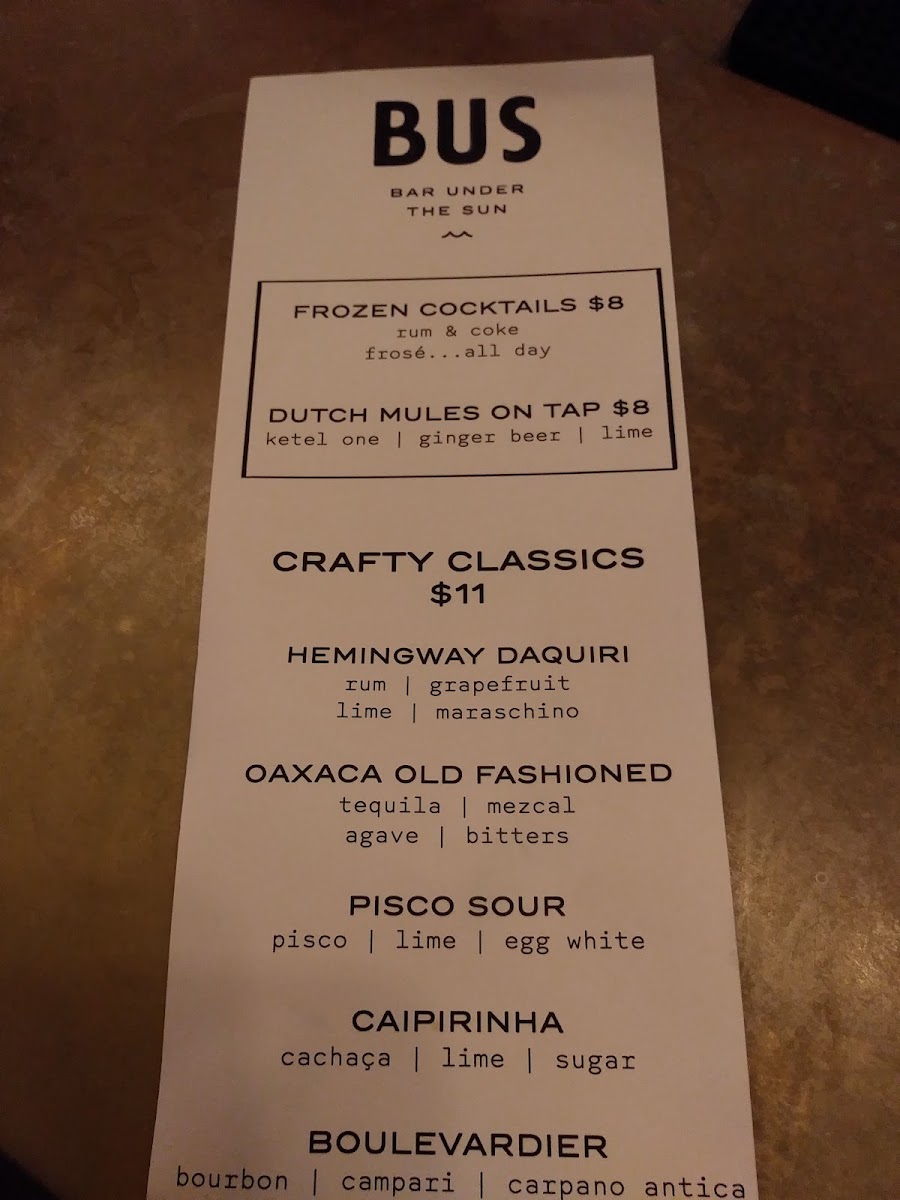 BUS
BAR UNDER
THE SUN
FROZEN COCKTAILS $8
rum & coke
frosé...all day
DUTCH MULES ON TAP $8
ketel one | ginger beer | lime
CRAFTY CLASSICS
$11
HEMINGWAY DAQUIRI
rum | grapefruit
lime | maraschino
OAXACA OLD FASHIONED
tequila | mezcal
agave | bitters
PISCO SOUR
pisco | lime | egg white
CAIPIRINHA
cachaça | lime | sugar
BOULEVARDIER
bourbon | campari | carpano antica